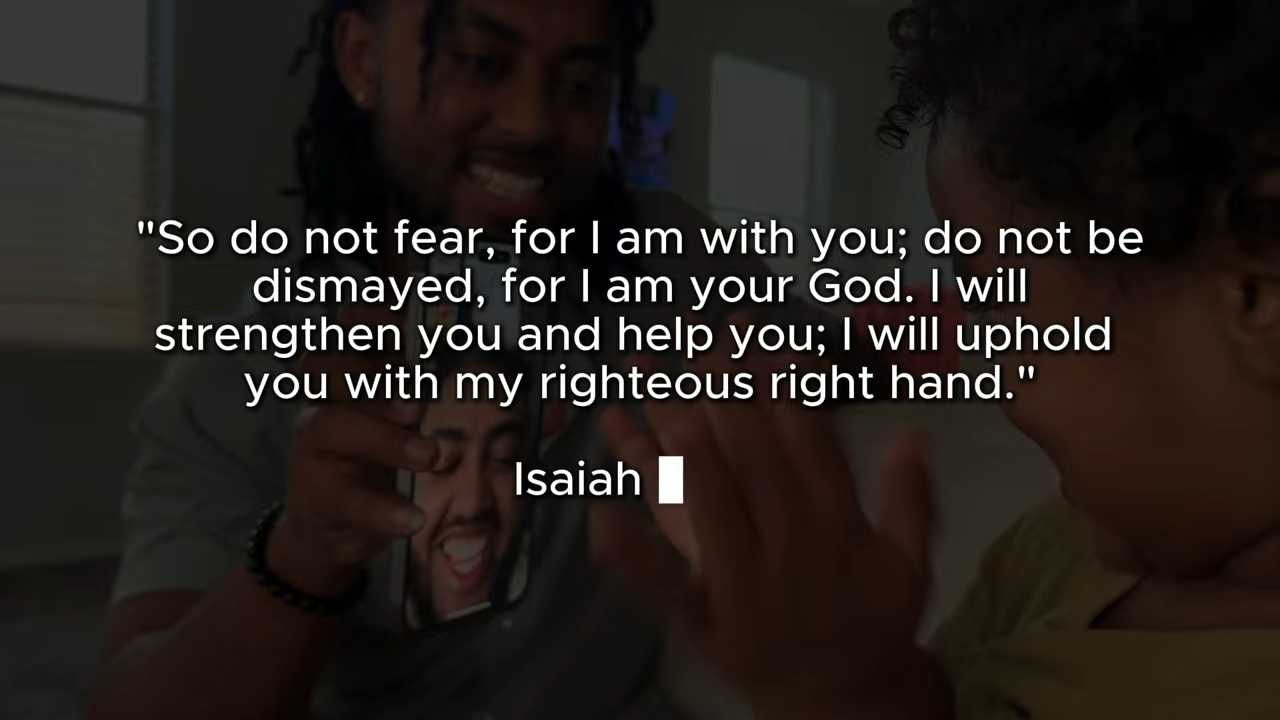 "So do not fear, for I am with you; do not be
dismayed, for I am your God. I will
strengthen you and help you; I will uphold
you with my righteous right hand."
Isaiah